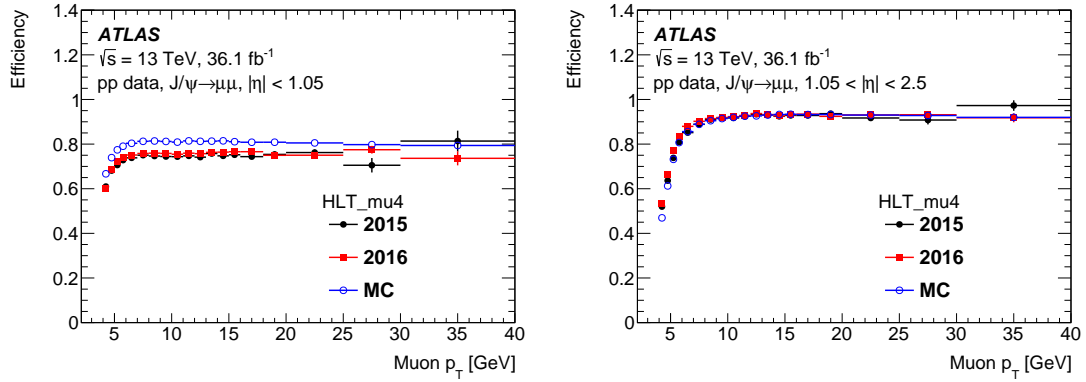 Efficiency
1.4
1.2
1
0.8
0.6
0.4
0.2
0
ATLAS
√s = 13 TeV, 36.1 fb⁻¹
pp data, J/ψ→μμ, |η| < 1.05
HLT_mu4
2015
2016
MC
5 10 15 20 25 30 35 40
Muon p_T [GeV]
Efficiency
1.4
1.2
1
0.8
0.6
0.4
0.2
0
ATLAS
√s = 13 TeV, 36.1 fb⁻¹
pp data, J/ψ→μμ, 1.05 < |η| < 2.5
HLT_mu4
2015
2016
MC
5 10 15 20 25 30 35 40
Muon p_T [GeV]